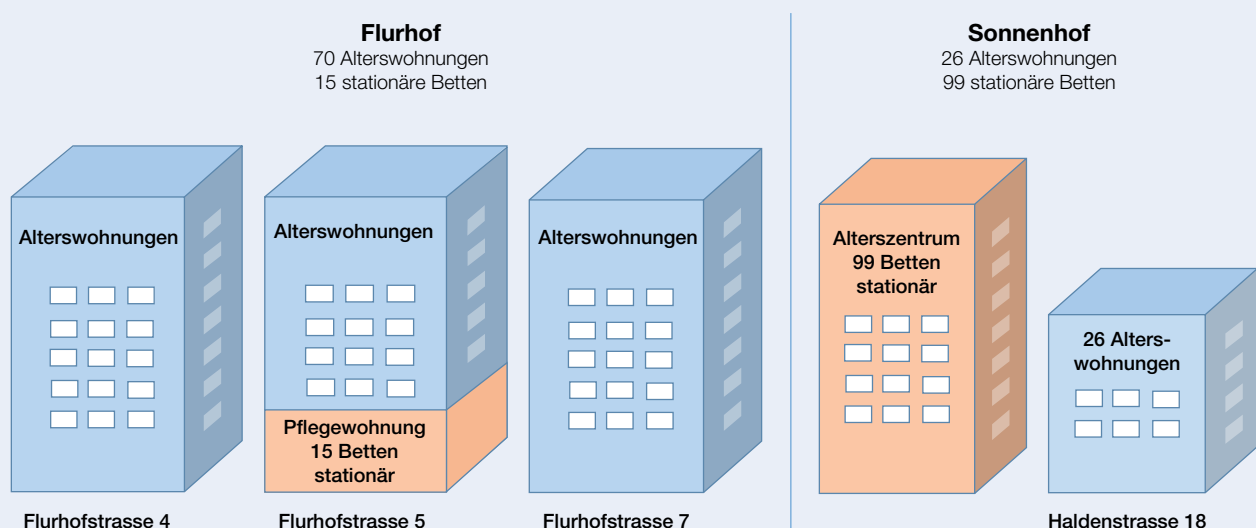 Flurhof
70 Alterswohnungen
15 stationäre Betten
Sonnenhof
26 Alterswohnungen
99 stationäre Betten
Alterswohnungen
Alterswohnungen
Pflegewohnung
15 Betten
stationär
Alterswohnungen
Alterszentrum
99 Betten
stationär
26 Alters-
wohnungen
Flurhofstrasse 4
Flurhofstrasse 5
Flurhofstrasse 7
Haldenstrasse 18